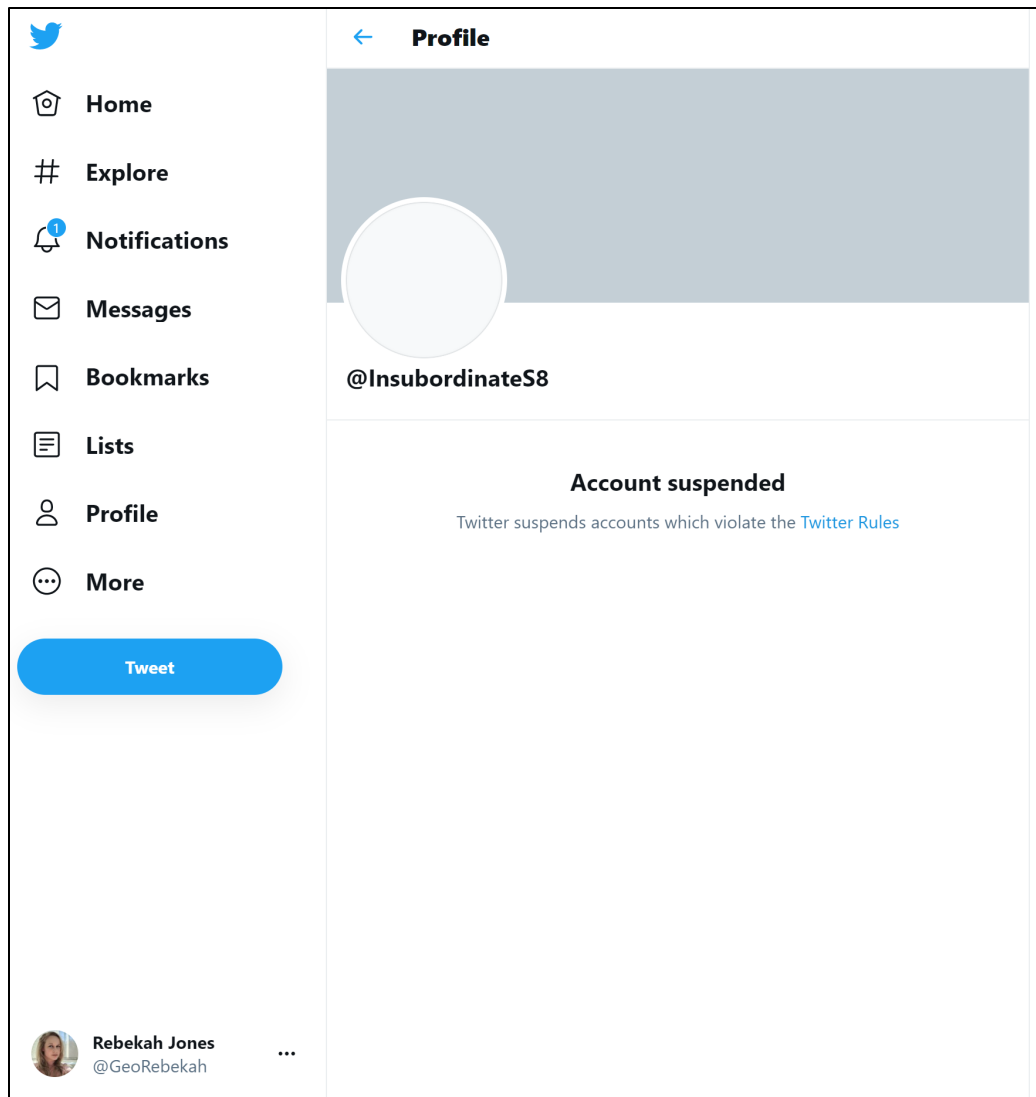 Profile
Home
Explore
1
Notifications
Messages
Bookmarks
Lists
Profile
More
Tweet
@InsubordinateS8
Account suspended
Twitter suspends accounts which violate the Twitter Rules
Rebekah Jones
@GeoRebekah